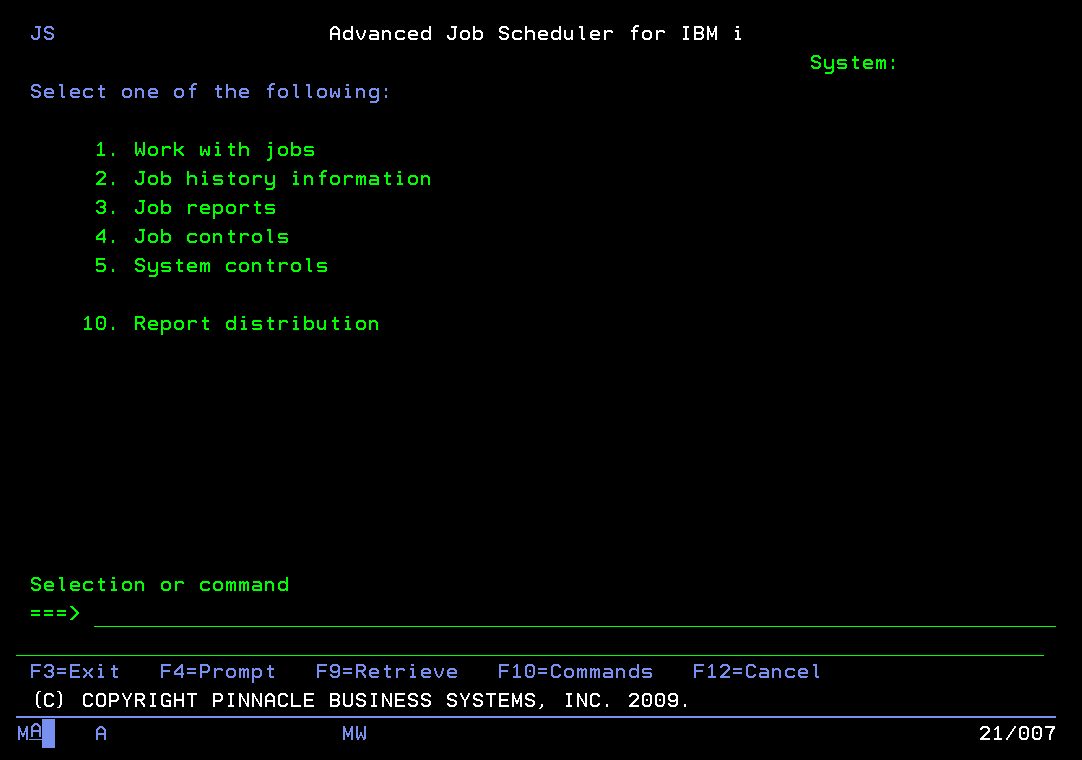 JS Advanced Job Scheduler for IBM i
System:
Select one of the following:
1. Work with jobs
2. Job history information
3. Job reports
4. Job controls
5. System controls
10. Report distribution
Selection or command
===>
F3=Exit F4=Prompt F9=Retrieve F10=Commands F12=Cancel
(C) COPYRIGHT PINNACLE BUSINESS SYSTEMS, INC. 2009.
MA A MW 21/007